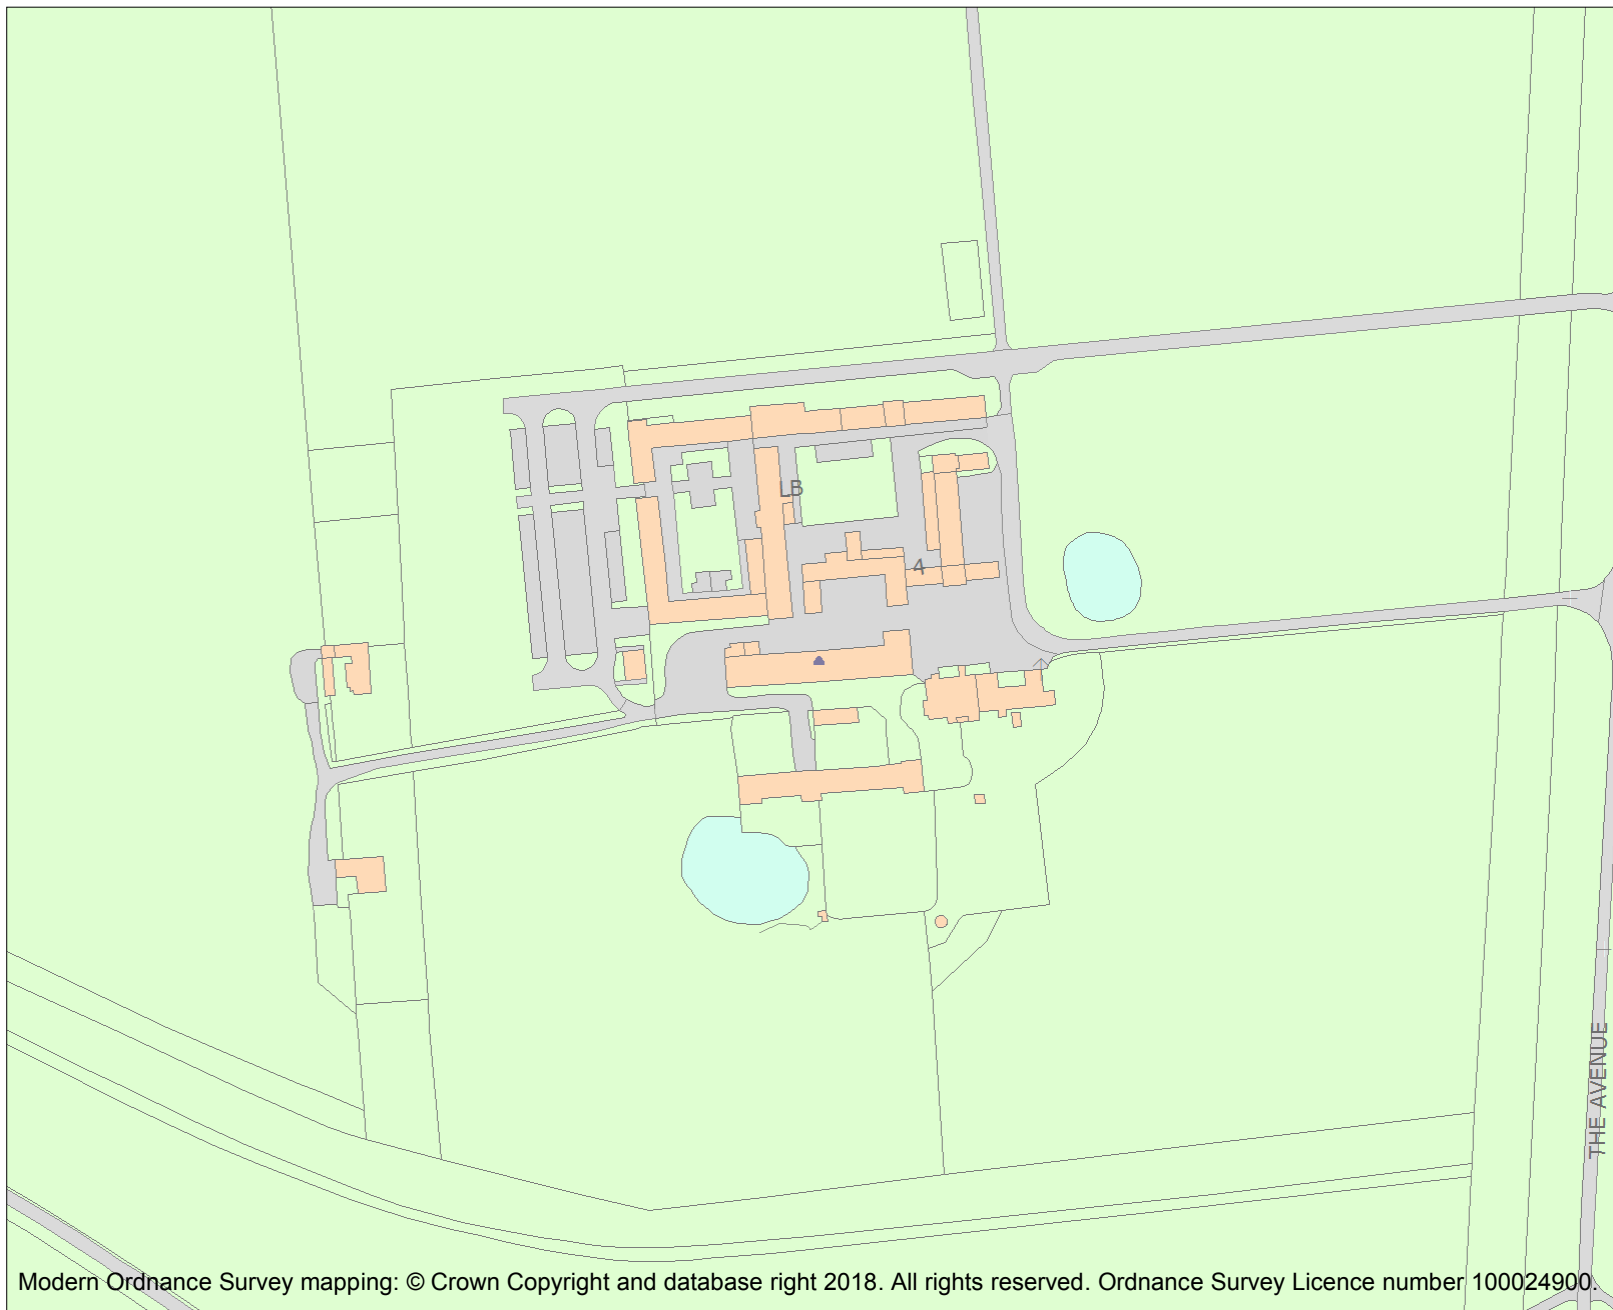 LB
4
THE AVENUE
Modern Ordnance Survey mapping: © Crown Copyright and database right 2018. All rights reserved. Ordnance Survey Licence number 100024900.